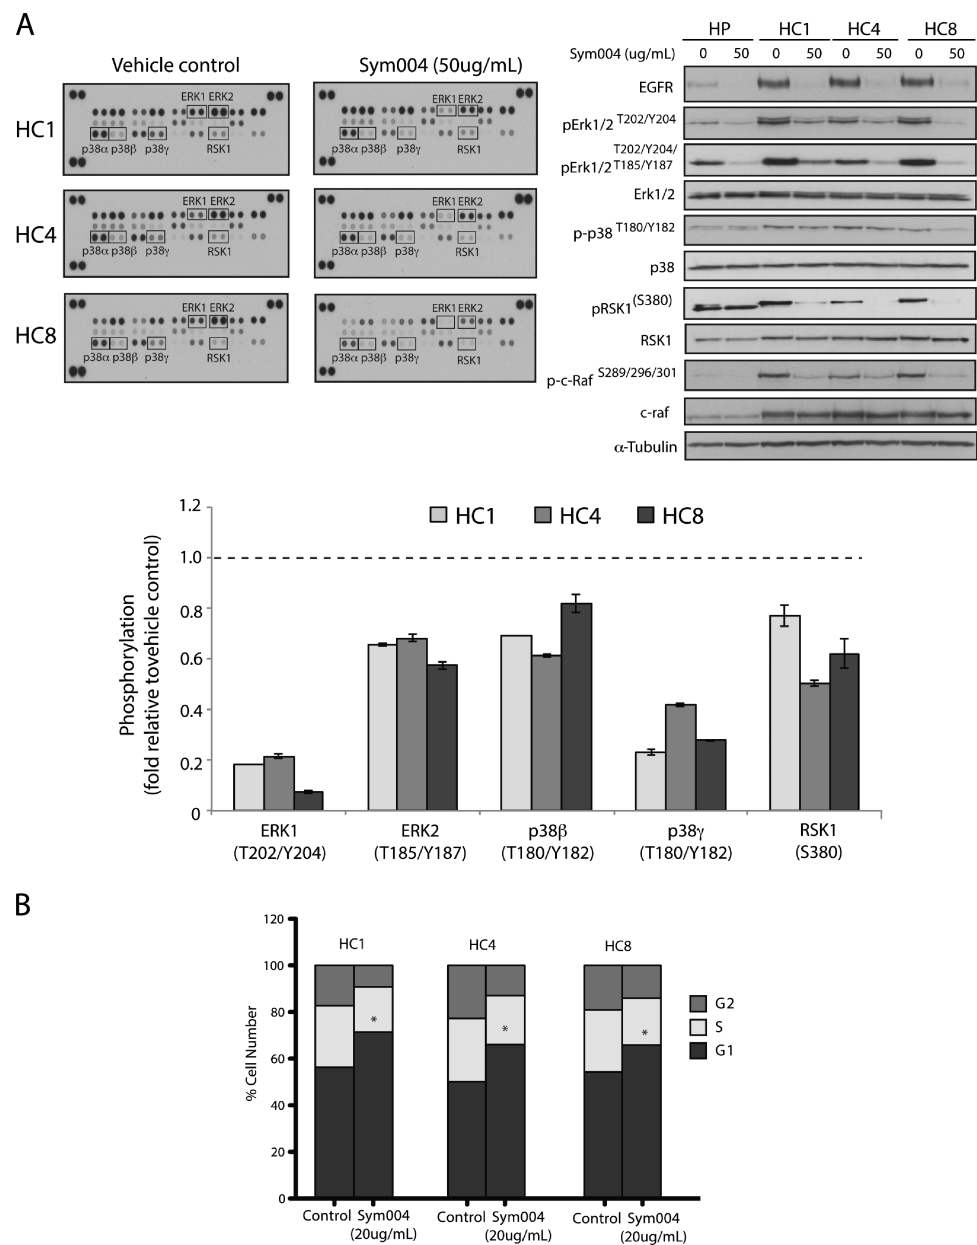 A
Vehicle control
Sym004 (50ug/mL)
HC1
ERK1 ERK2
p38α p38β p38γ RSK1
ERK1 ERK2
p38α p38β p38γ RSK1
HC4
ERK1 ERK2
p38α p38β p38γ RSK1
ERK1 ERK2
p38α p38β p38γ RSK1
HC8
ERK1 ERK2
p38α p38β p38γ RSK1
ERK1 ERK2
p38α p38β p38γ RSK1
HP HC1 HC4 HC8
Sym004 (ug/mL) 0 50 0 50 0 50 0 50
EGFR
pErk1/2 T202/Y204
T202/Y204/
pErk1/2 T185/Y187
Erk1/2
p-p38 T180/Y182
p38
pRSK1(S380)
RSK1
p-c-Raf S289/296/301
c-raf
α-Tubulin
Phosphorylation
(fold relative tovehicle control)
1.2
1.0
0.8
0.6
0.4
0.2
0
HC1 HC4 HC8
ERK1 ERK2 p38β p38γ RSK1
(T202/Y204) (T185/Y187) (T180/Y182) (T180/Y182) (S380)
B
% Cell Number
120
100
80
60
40
20
0
HC1 HC4 HC8
* * *
G2
S
G1
Control Sym004 Control Sym004 Control Sym004
(20ug/mL) (20ug/mL) (20ug/mL)